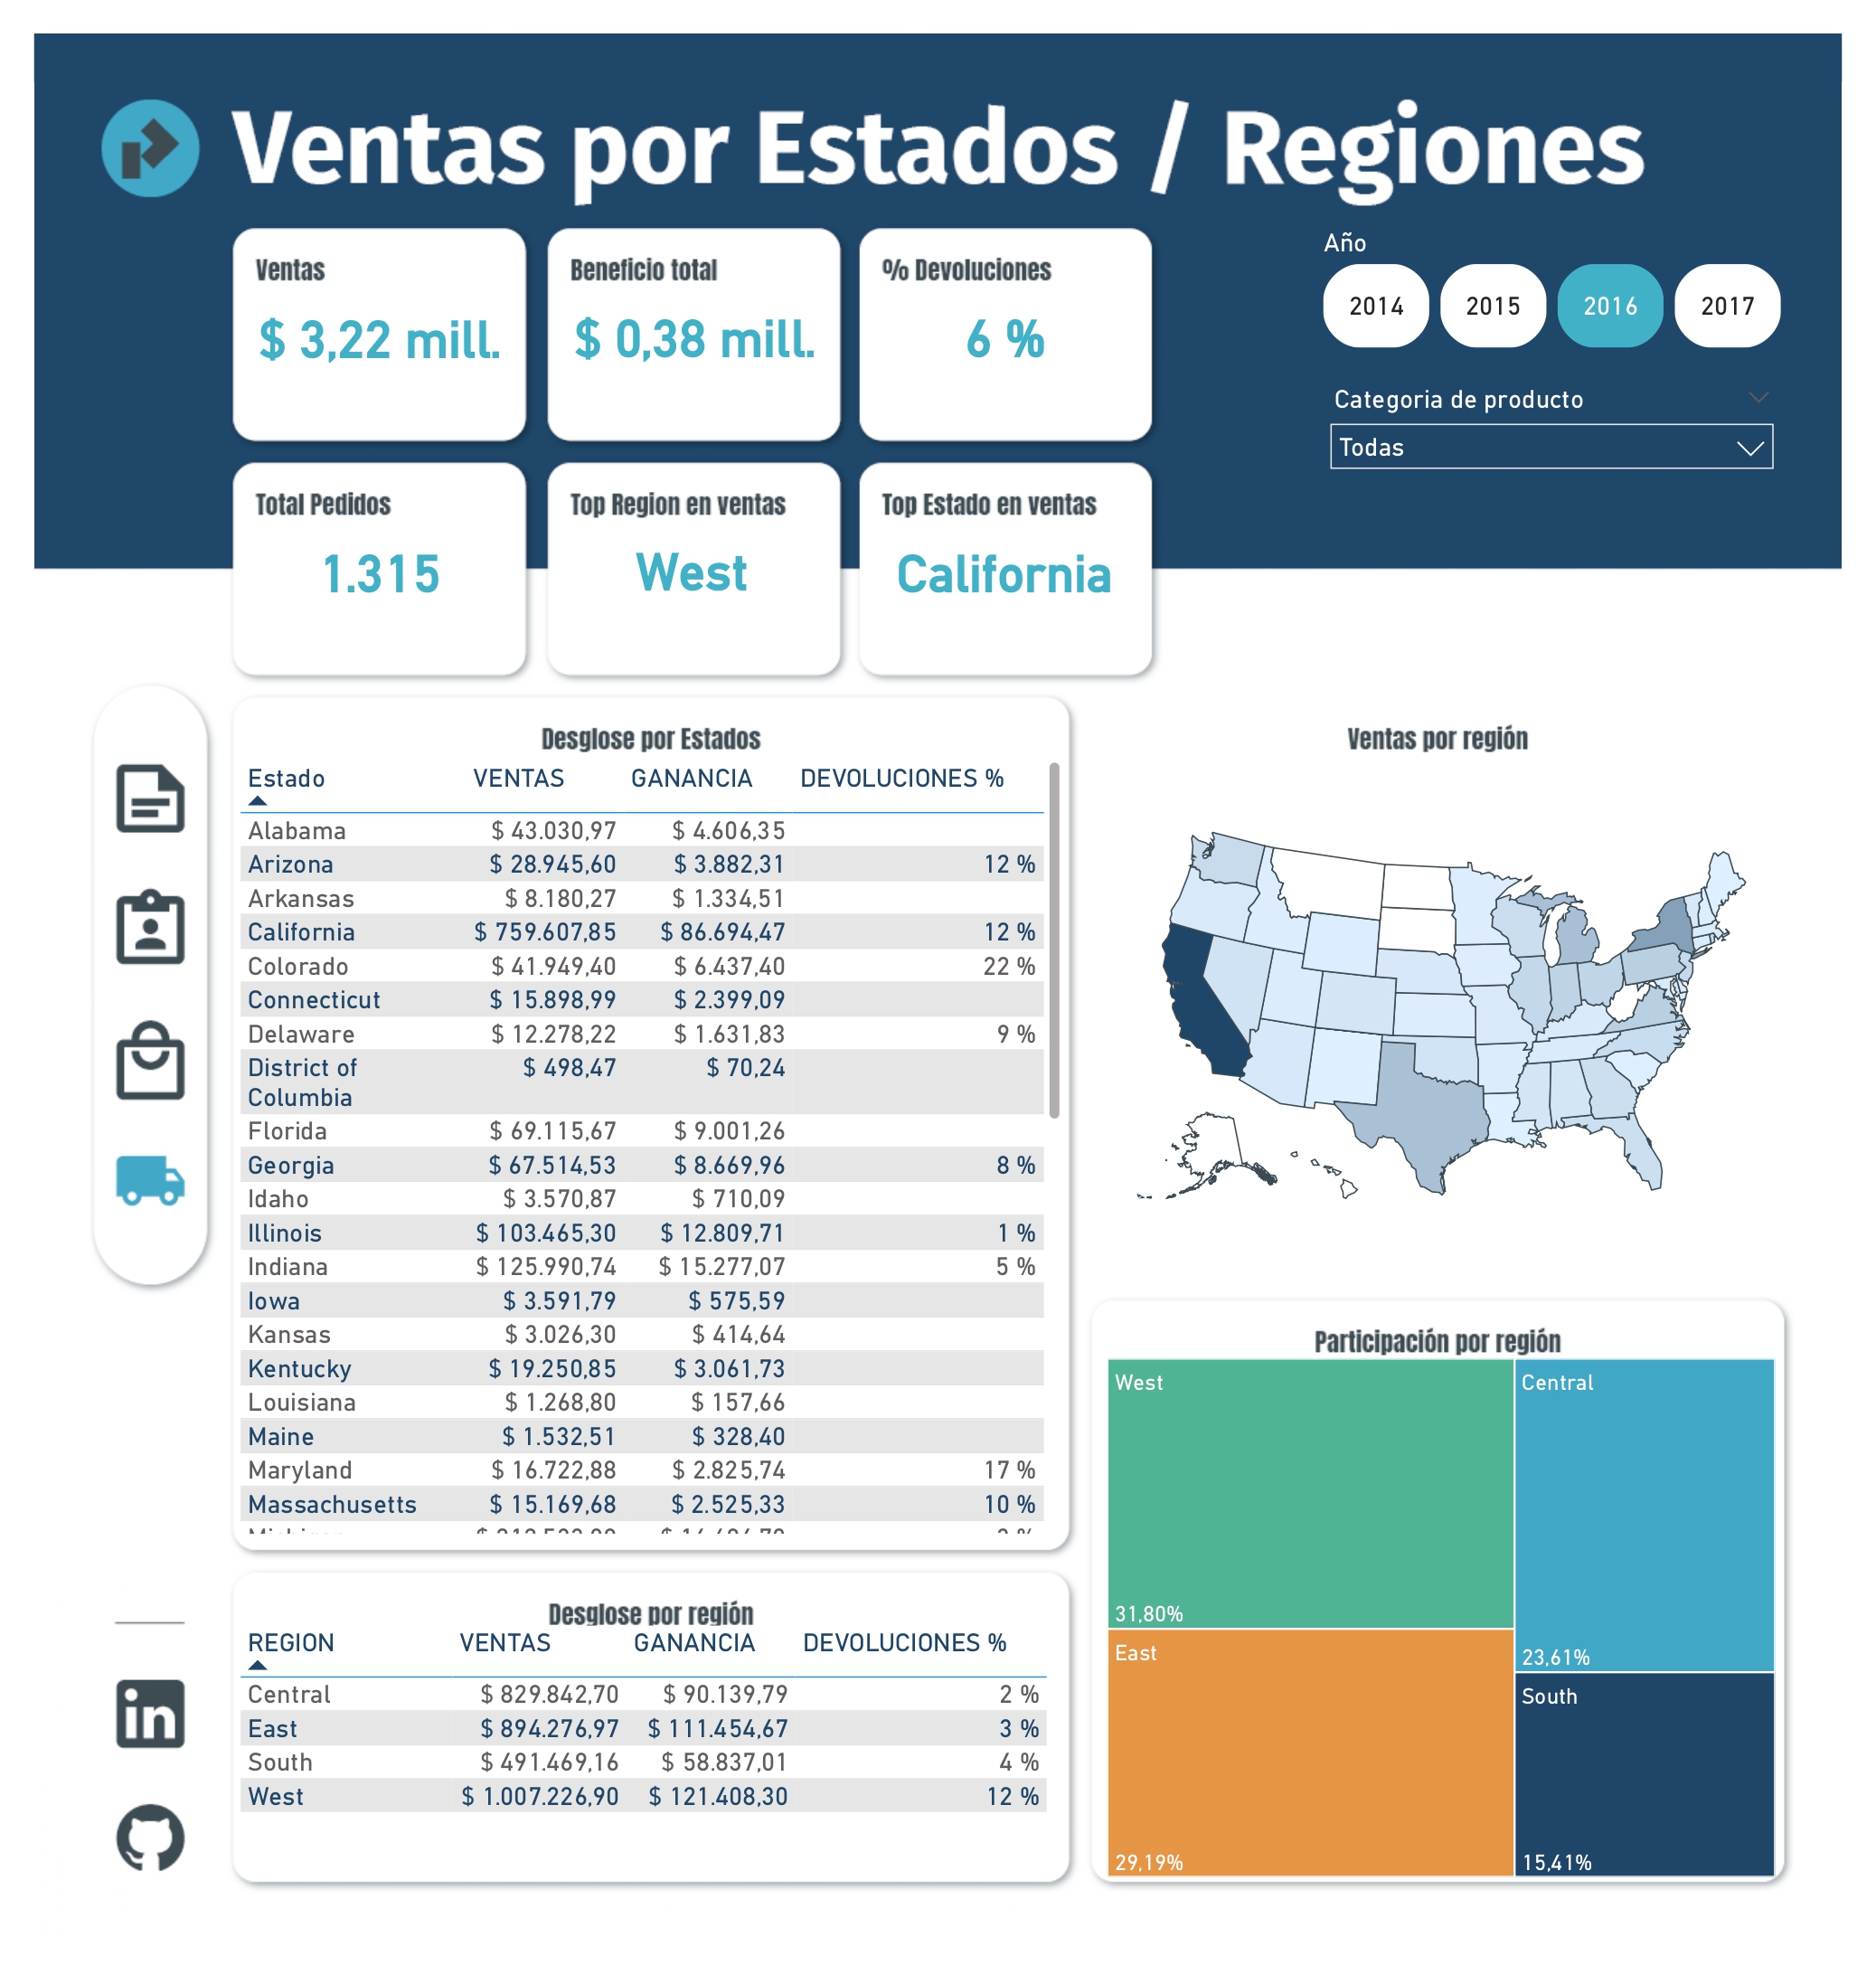 Ventas por Estados / Regiones
Ventas
$ 3,22 mill.
Beneficio total
$ 0,38 mill.
% Devoluciones
6 %
Año
2014 2015 2016 2017
Categoria de producto
Todas
Total Pedidos
1.315
Top Region en ventas
West
Top Estado en ventas
California
Desglose por Estados
Estado VENTAS GANANCIA DEVOLUCIONES %
Alabama $ 43.030,97 $ 4.606,35
Arizona $ 28.945,60 $ 3.882,31 12 %
Arkansas $ 8.180,27 $ 1.334,51
California $ 759.607,85 $ 86.694,47 12 %
Colorado $ 41.949,40 $ 6.437,40 22 %
Connecticut $ 15.898,99 $ 2.399,09
Delaware $ 12.278,22 $ 1.631,83 9 %
District of $ 498,47 $ 70,24
Columbia
Florida $ 69.115,67 $ 9.001,26
Georgia $ 67.514,53 $ 8.669,96 8 %
Idaho $ 3.570,87 $ 710,09
Illinois $ 103.465,30 $ 12.809,71 1 %
Indiana $ 125.990,74 $ 15.277,07 5 %
Iowa $ 3.591,79 $ 575,59
Kansas $ 3.026,30 $ 414,64
Kentucky $ 19.250,85 $ 3.061,73
Louisiana $ 1.268,80 $ 157,66
Maine $ 1.532,51 $ 328,40
Maryland $ 16.722,88 $ 2.825,74 17 %
Massachusetts $ 15.169,68 $ 2.525,33 10 %
Ventas por región
Desglose por región
REGION VENTAS GANANCIA DEVOLUCIONES %
Central $ 829.842,70 $ 90.139,79 2 %
East $ 894.276,97 $ 111.454,67 3 %
South $ 491.469,16 $ 58.837,01 4 %
West $ 1.007.226,90 $ 121.408,30 12 %
Participación por región
West
31,80%
Central
23,61%
East
29,19%
South
15,41%
in